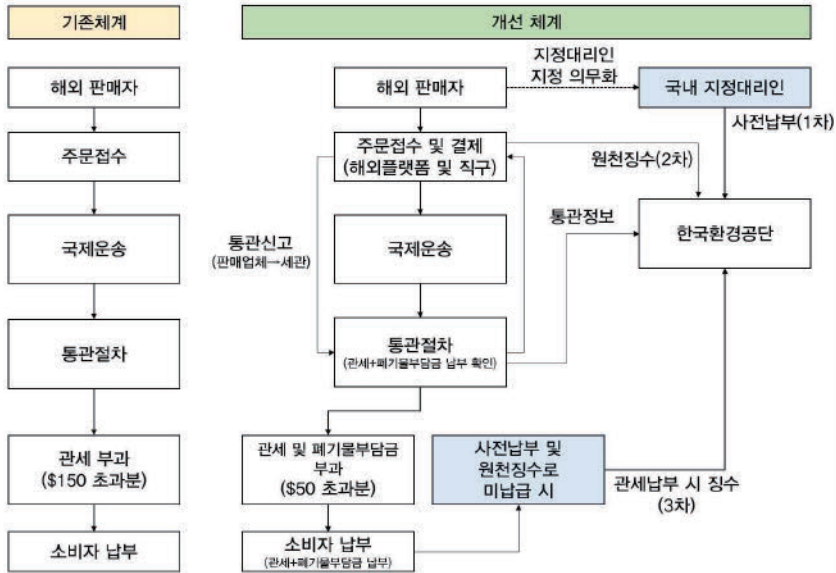 기존체계
해외 판매자
주문접수
국제운송
통관절차
관세 부과
($150 초과분)
소비자 납부
개선 체계
해외 판매자
지정대리인
지정 의무화
국내 지정대리인
사전납부(1차)
주문접수 및 결제
(해외플랫폼 및 직구)
원천징수(2차)
통관신고
(판매업체→세관)
국제운송
통관정보
한국환경공단
통관절차
(관세+폐기물부담금 납부 확인)
관세 및 폐기물부담금
부과
($50 초과분)
사전납부 및
원천징수로
미납급 시
관세납부 시 징수
(3차)
소비자 납부
(관세+폐기물부담금 납부)